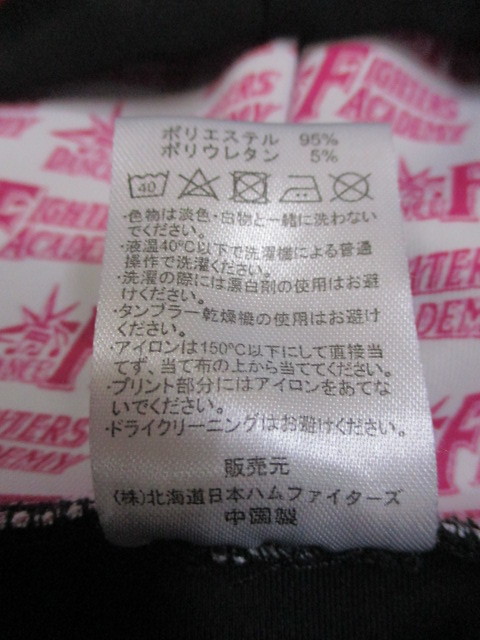 FIGHTERS
ACADEMY
FIGHTERS
ACADEMY
FIGHTERS
ACADEMY
DANCE
ポリエステル 95%
ポリウレタン 5%
40
・色物は淡色・白物と一緒に洗わない
でください。
・液温40℃以下で洗濯機による普通
操作で洗濯ください。
・洗濯の際には漂白剤の使用はお避
けください。
・タンブラー乾燥機の使用はお避け
ください。
・アイロンは150℃以下にして直接当
てず、当て布の上から当ててください。
・プリント部分にはアイロンをあてな
いでください。
・ドライクリーニングはお避けください。
販売元
(株)北海道日本ハムファイターズ
中国製